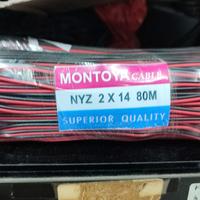 MONTOYA CABLE
NYZ 2 X 14 80M
SUPERIOR QUALITY